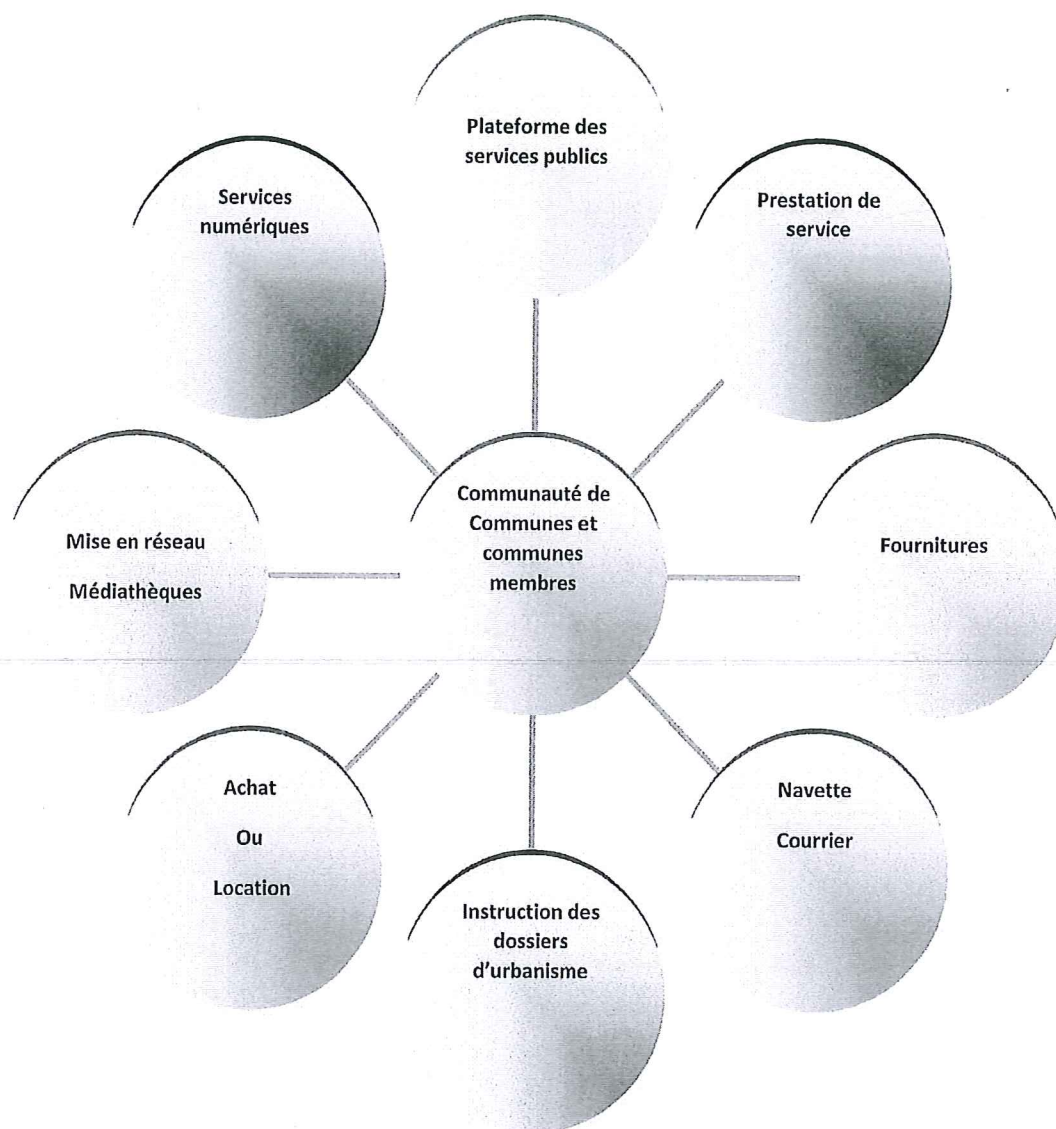 Plateforme des
services publics
Services
numériques
Prestation de
service
Communauté de
Communes et
communes
membres
Mise en réseau
Médiathèques
Fournitures
Achat
Ou
Location
Navette
Courrier
Instruction des
dossiers
d'urbanisme